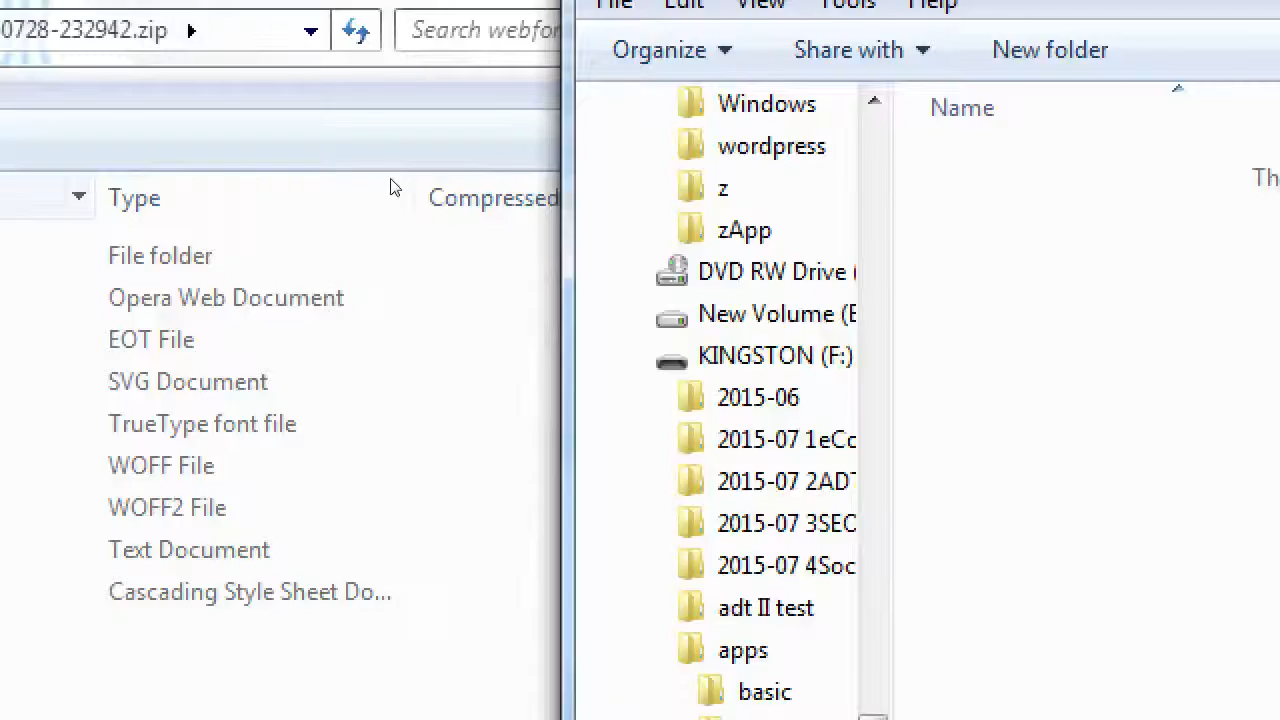 0728-232942.zip
Search webfon
Type
Compressed
File folder
Opera Web Document
EOT File
SVG Document
TrueType font file
WOFF File
WOFF2 File
Text Document
Cascading Style Sheet Do...
File Edit View Tools Help
Organize Share with New folder
Windows
wordpress
z
zApp
DVD RW Drive (
New Volume (E
KINGSTON (F:)
2015-06
2015-07 1eCc
2015-07 2ADT
2015-07 3SEO
2015-07 4Soc
adt II test
apps
basic
Name
Th